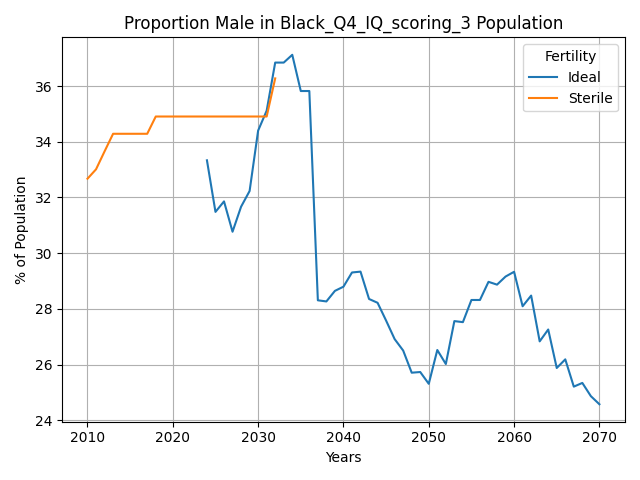 Proportion Male in Black_Q4_IQ_scoring_3 Population
Fertility
Ideal
Sterile
% of Population
36
34
32
30
28
26
24
2010
2020
2030
2040
2050
2060
2070
Years